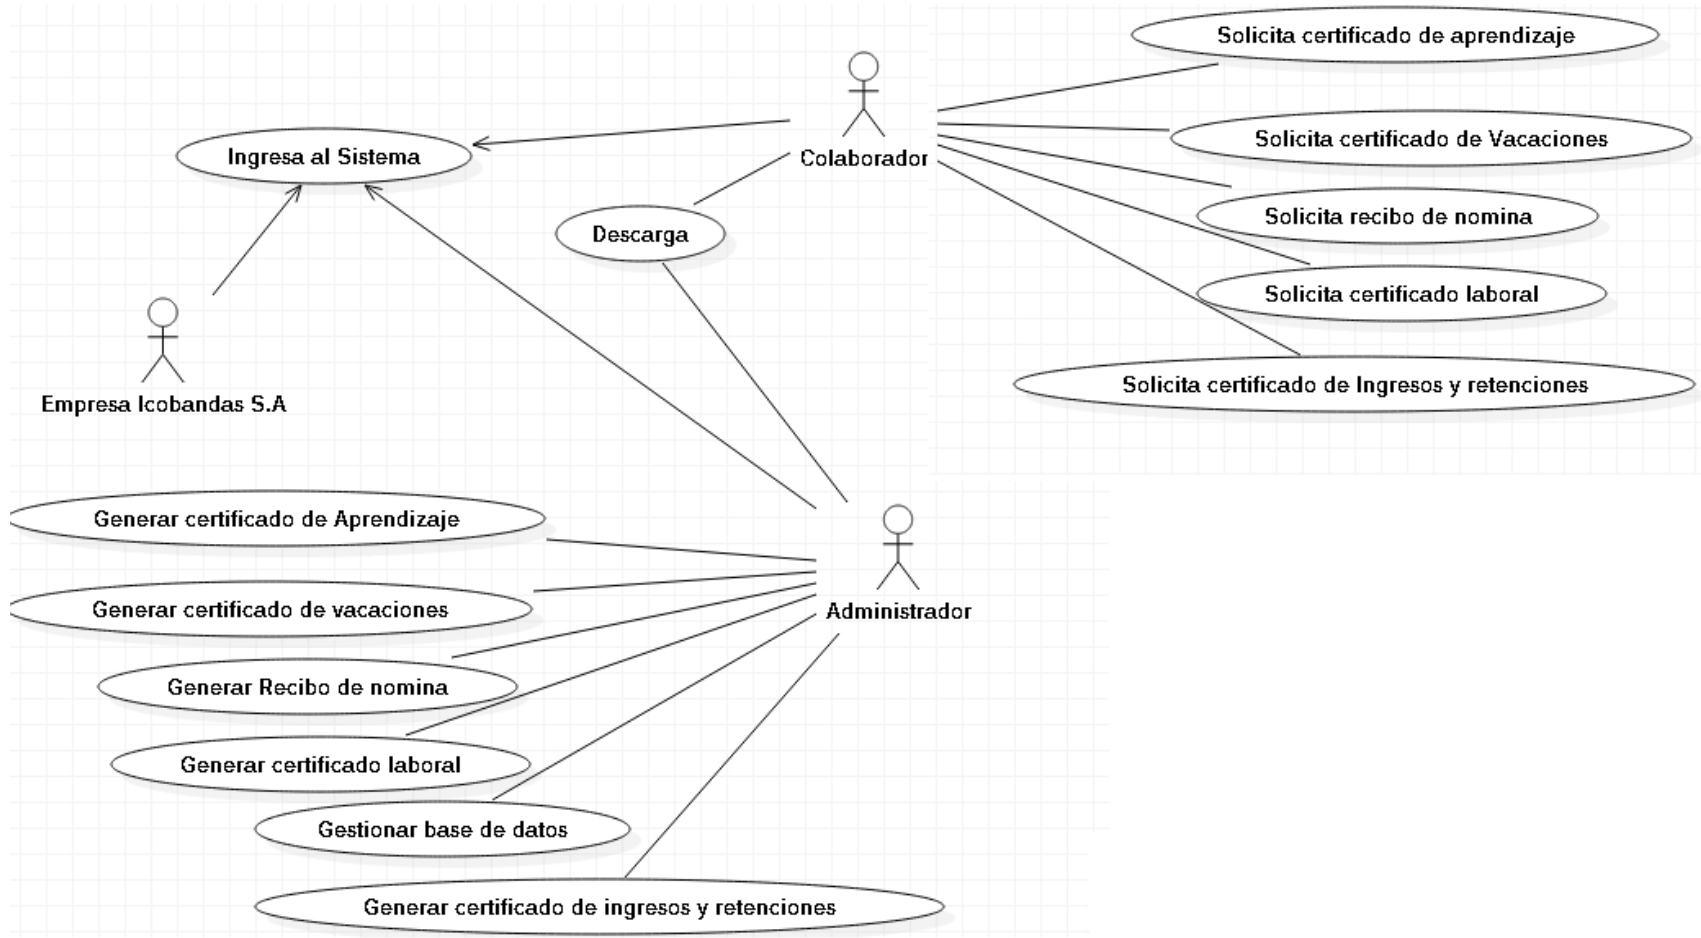 Solicita certificado de aprendizaje
Solicita certificado de Vacaciones
Ingresa al Sistema
Colaborador
Solicita recibo de nomina
Descarga
Solicita certificado laboral
Solicita certificado de Ingresos y retenciones
Empresa Icobandas S.A
Generar certificado de Aprendizaje
Generar certificado de vacaciones
Administrador
Generar Recibo de nomina
Generar certificado laboral
Gestionar base de datos
Generar certificado de ingresos y retenciones